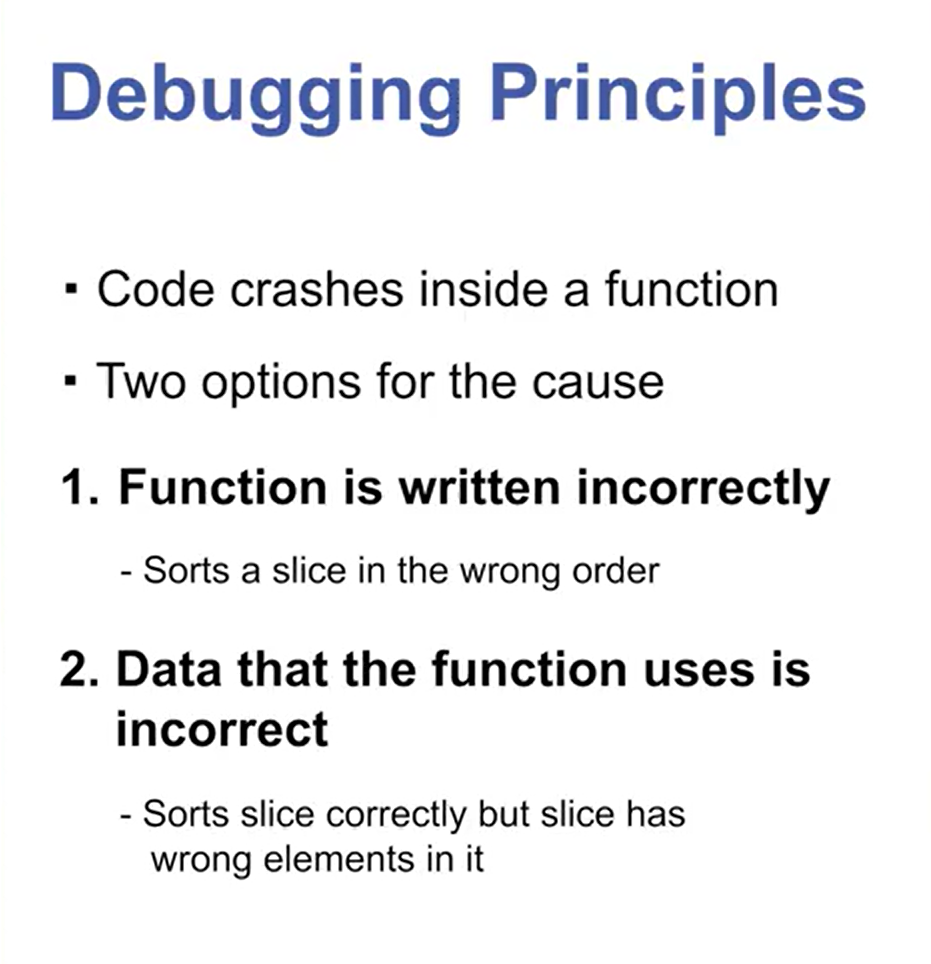 Debugging Principles
▪ Code crashes inside a function
▪ Two options for the cause
1. Function is written incorrectly
- Sorts a slice in the wrong order
2. Data that the function uses is
incorrect
- Sorts slice correctly but slice has
wrong elements in it